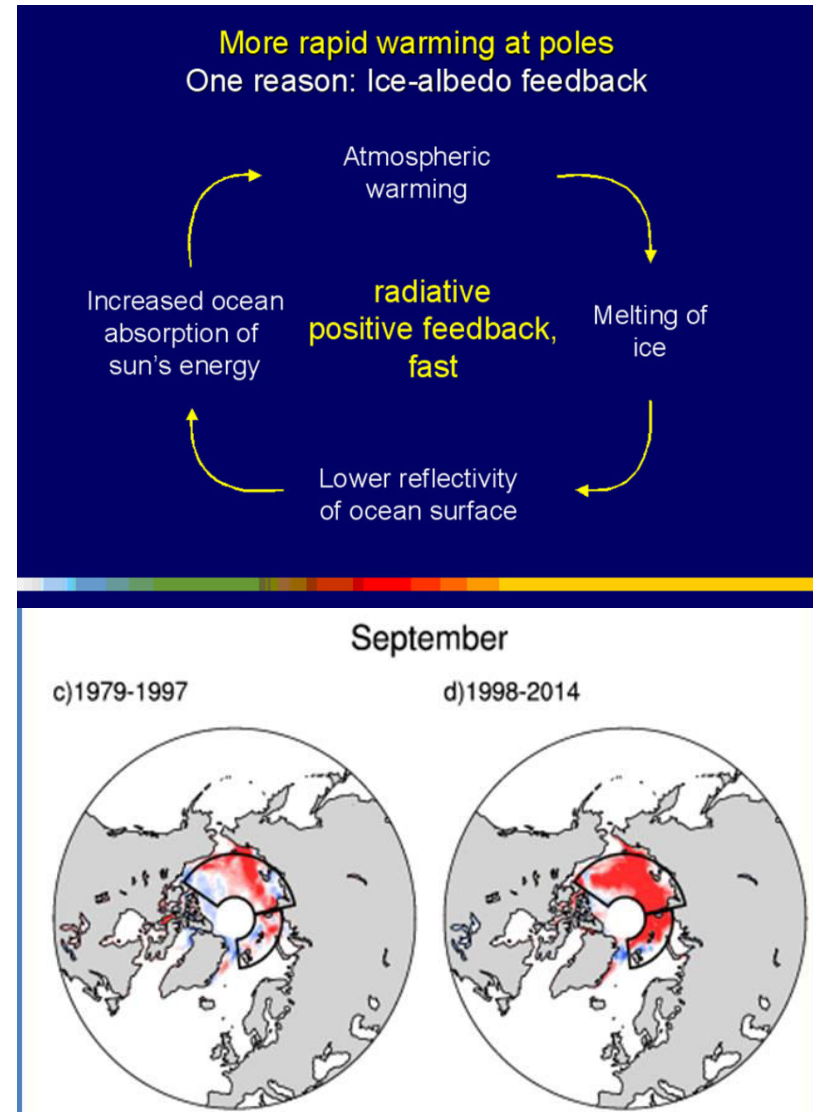 More rapid warming at poles
One reason: Ice-albedo feedback
Atmospheric
warming
Increased ocean
absorption of
sun's energy
radiative
positive feedback,
fast
Melting of
ice
Lower reflectivity
of ocean surface
September
c)1979-1997
d)1998-2014